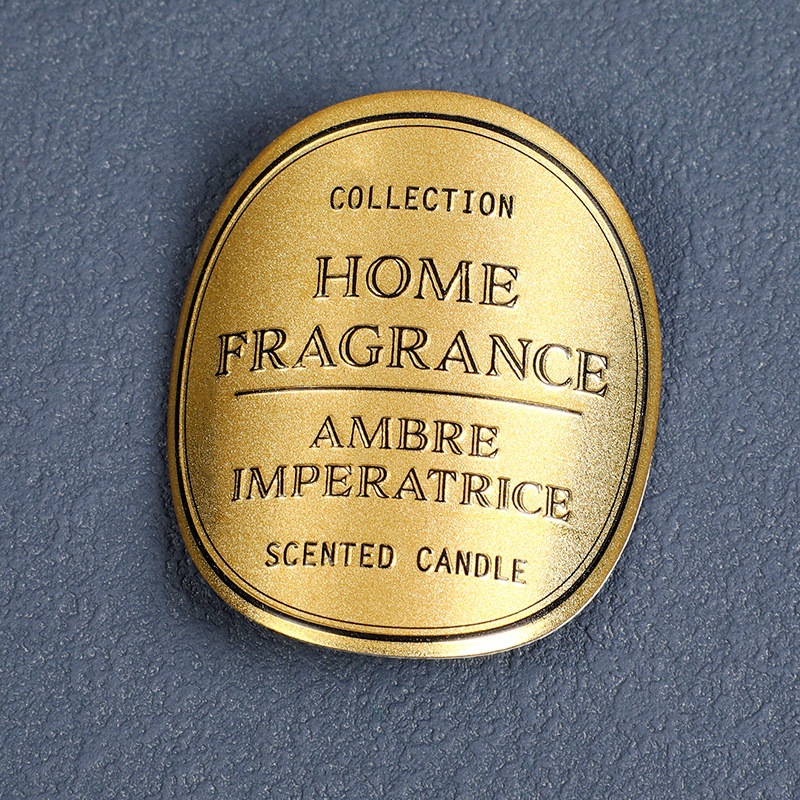 COLLECTION
HOME
FRAGRANCE
AMBRE
IMPERATRICE
SCENTED CANDLE